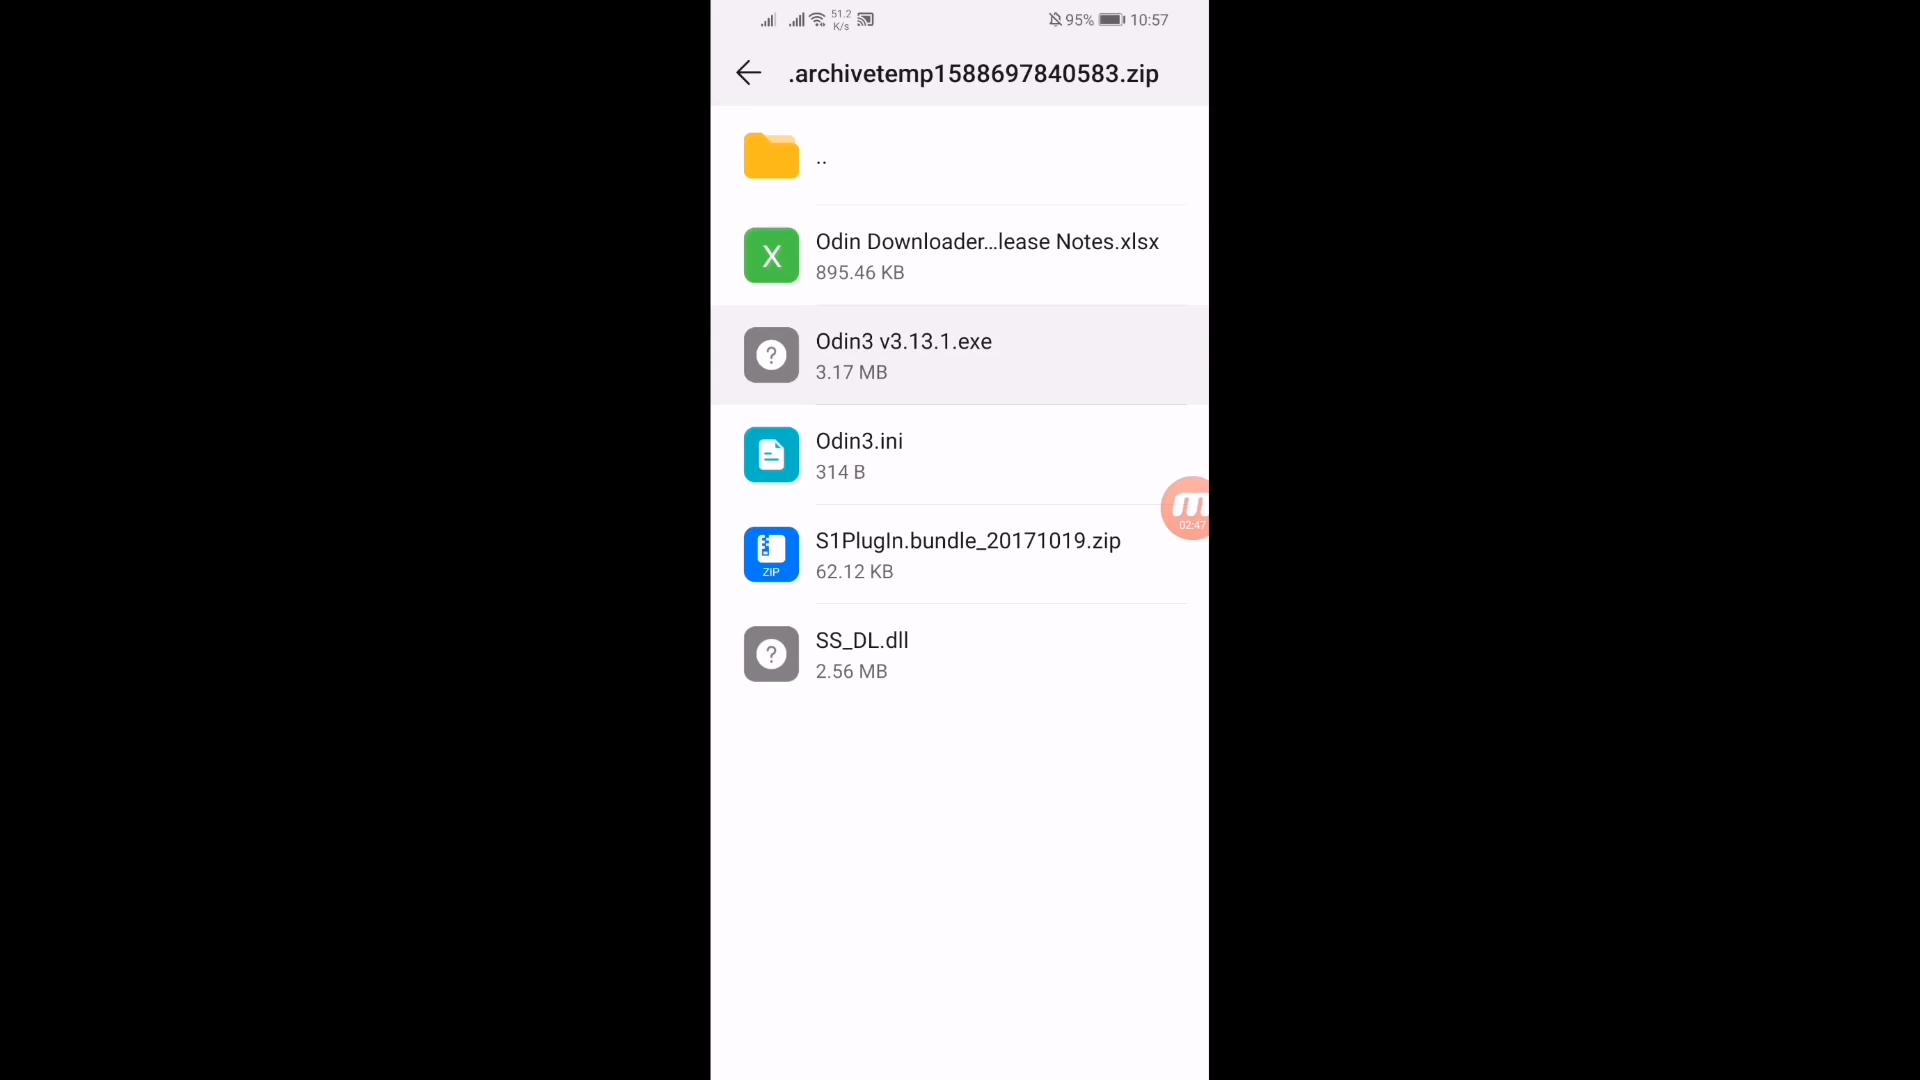 51.2
K/s
95%
10:57
.archivetemp1588697840583.zip
..
X
Odin Downloader...lease Notes.xlsx
895.46 KB
?
Odin3 v3.13.1.exe
3.17 MB
Odin3.ini
314 B
m
02:47
ZIP
S1PlugIn.bundle_20171019.zip
62.12 KB
?
SS_DL.dll
2.56 MB